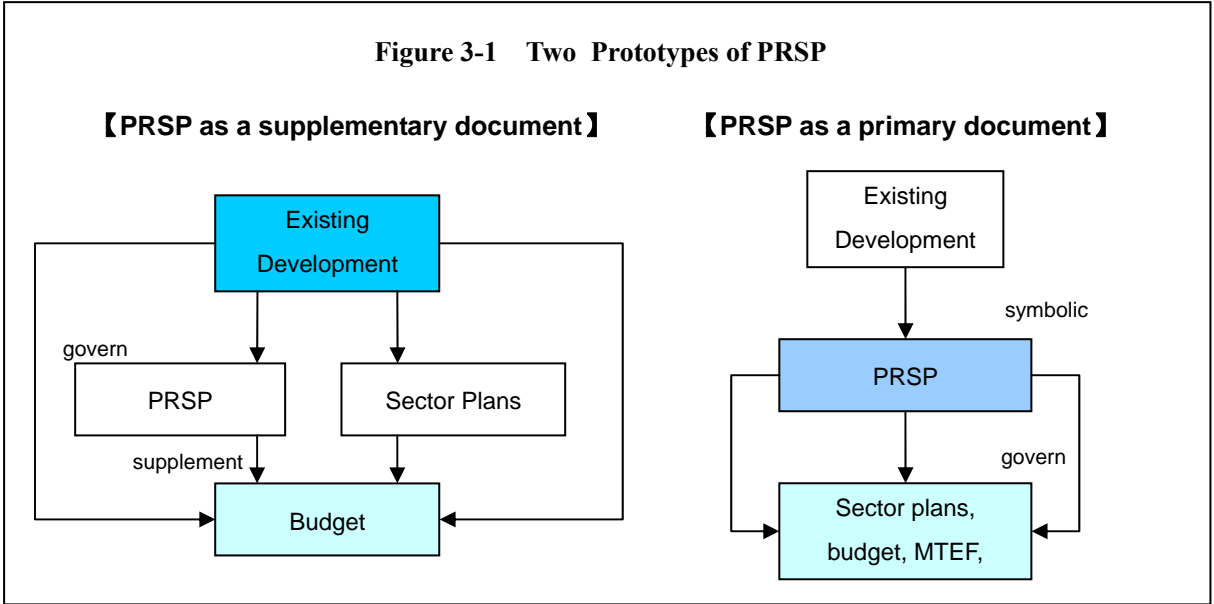 Figure 3-1 Two Prototypes of PRSP
【PRSP as a supplementary document】
Existing
Development
govern
PRSP
Sector Plans
supplement
Budget
【PRSP as a primary document】
Existing
Development
symbolic
PRSP
govern
Sector plans,
budget, MTEF,